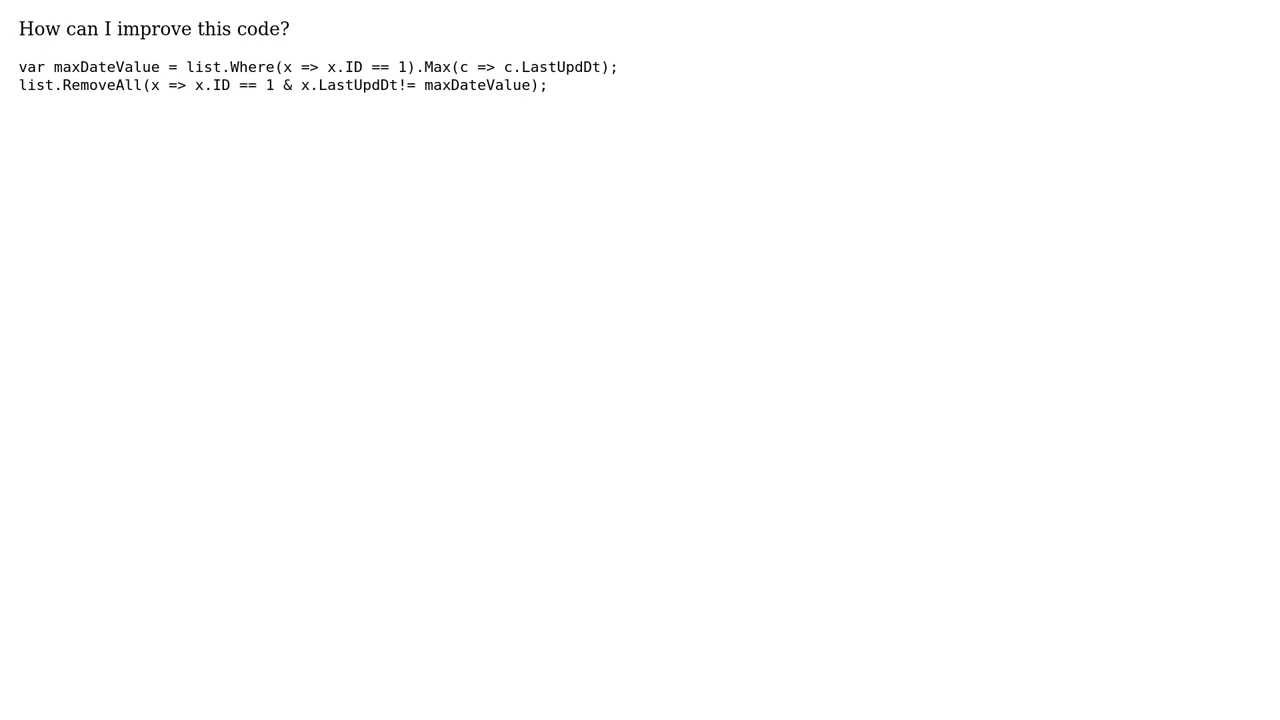 How can I improve this code?
var maxDateValue = list.Where(x => x.ID == 1).Max(c => c.LastUpdDt);
list.RemoveAll(x => x.ID == 1 & x.LastUpdDt!= maxDateValue);